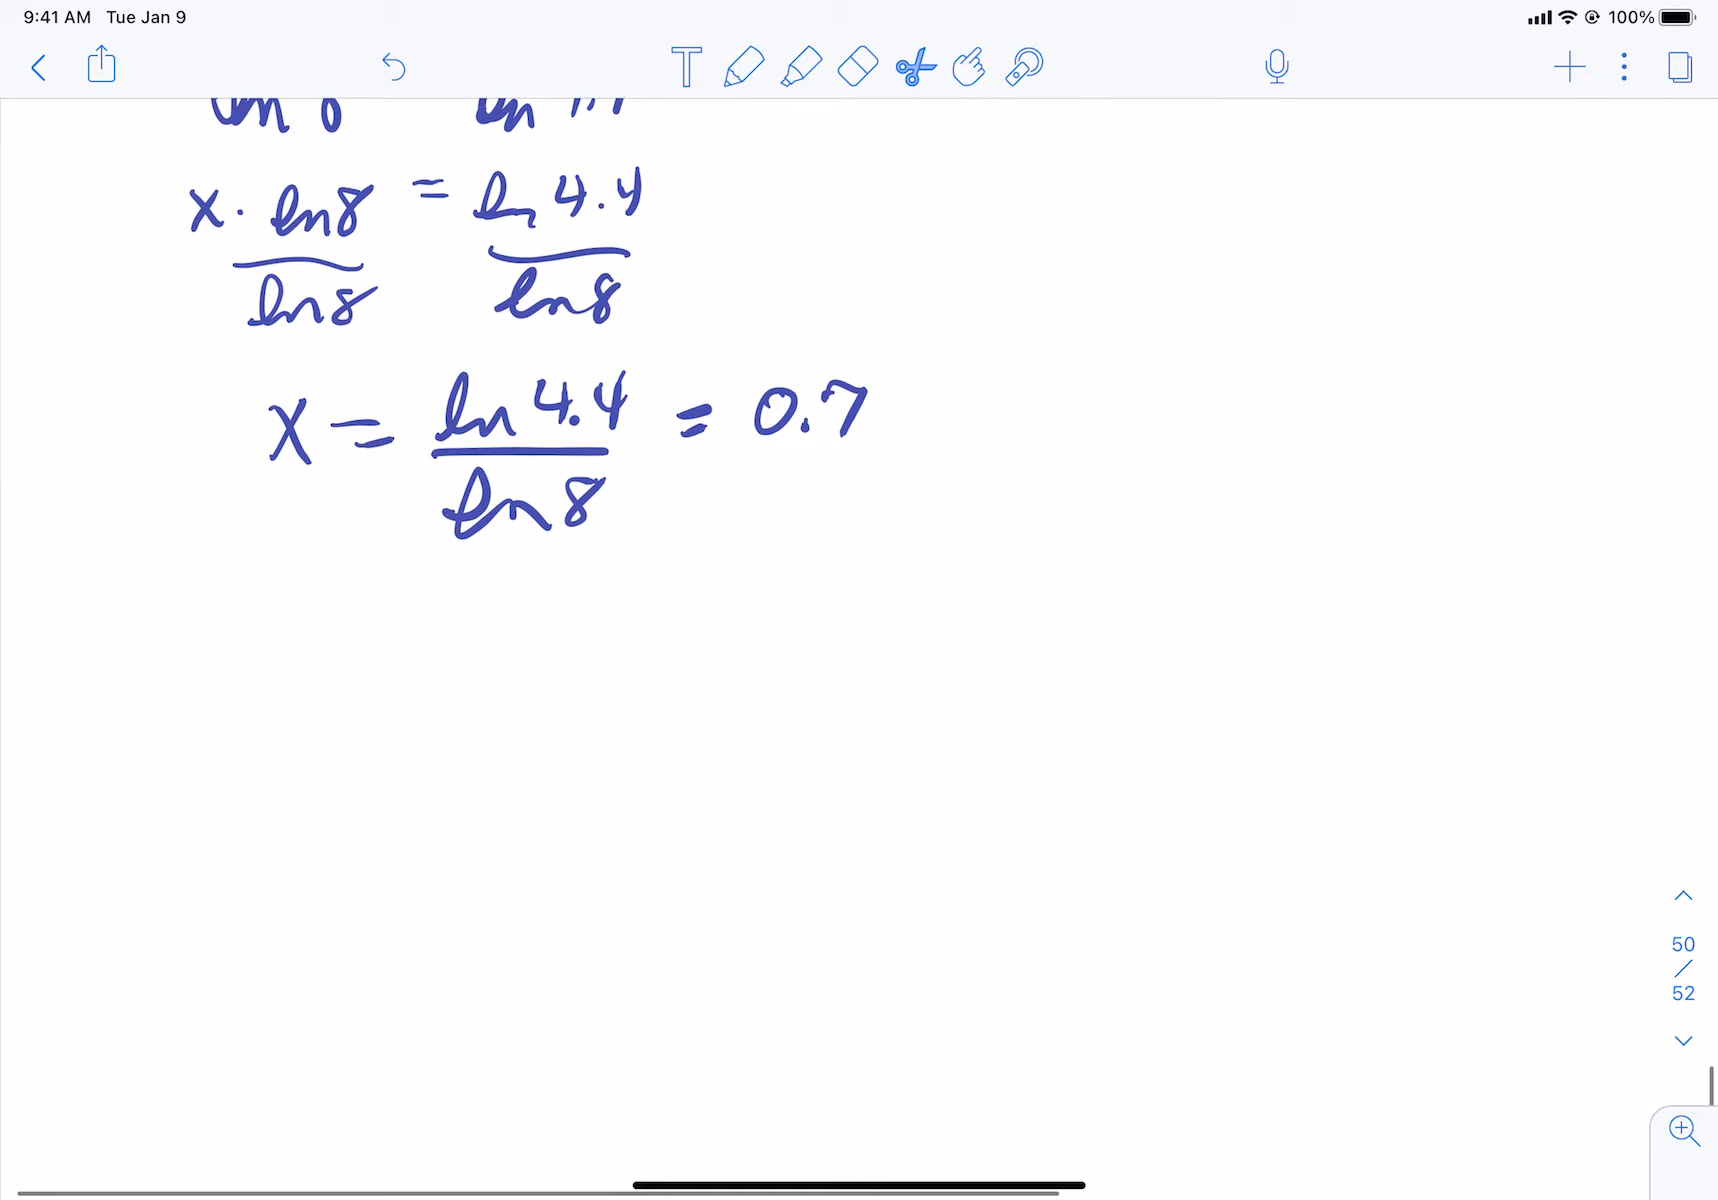 9:41 AM Tue Jan 9 100%
x · ln8 = ln 4.4
ln8 ln8
x = ln 4.4 = 0.7
ln 8
50
/
52